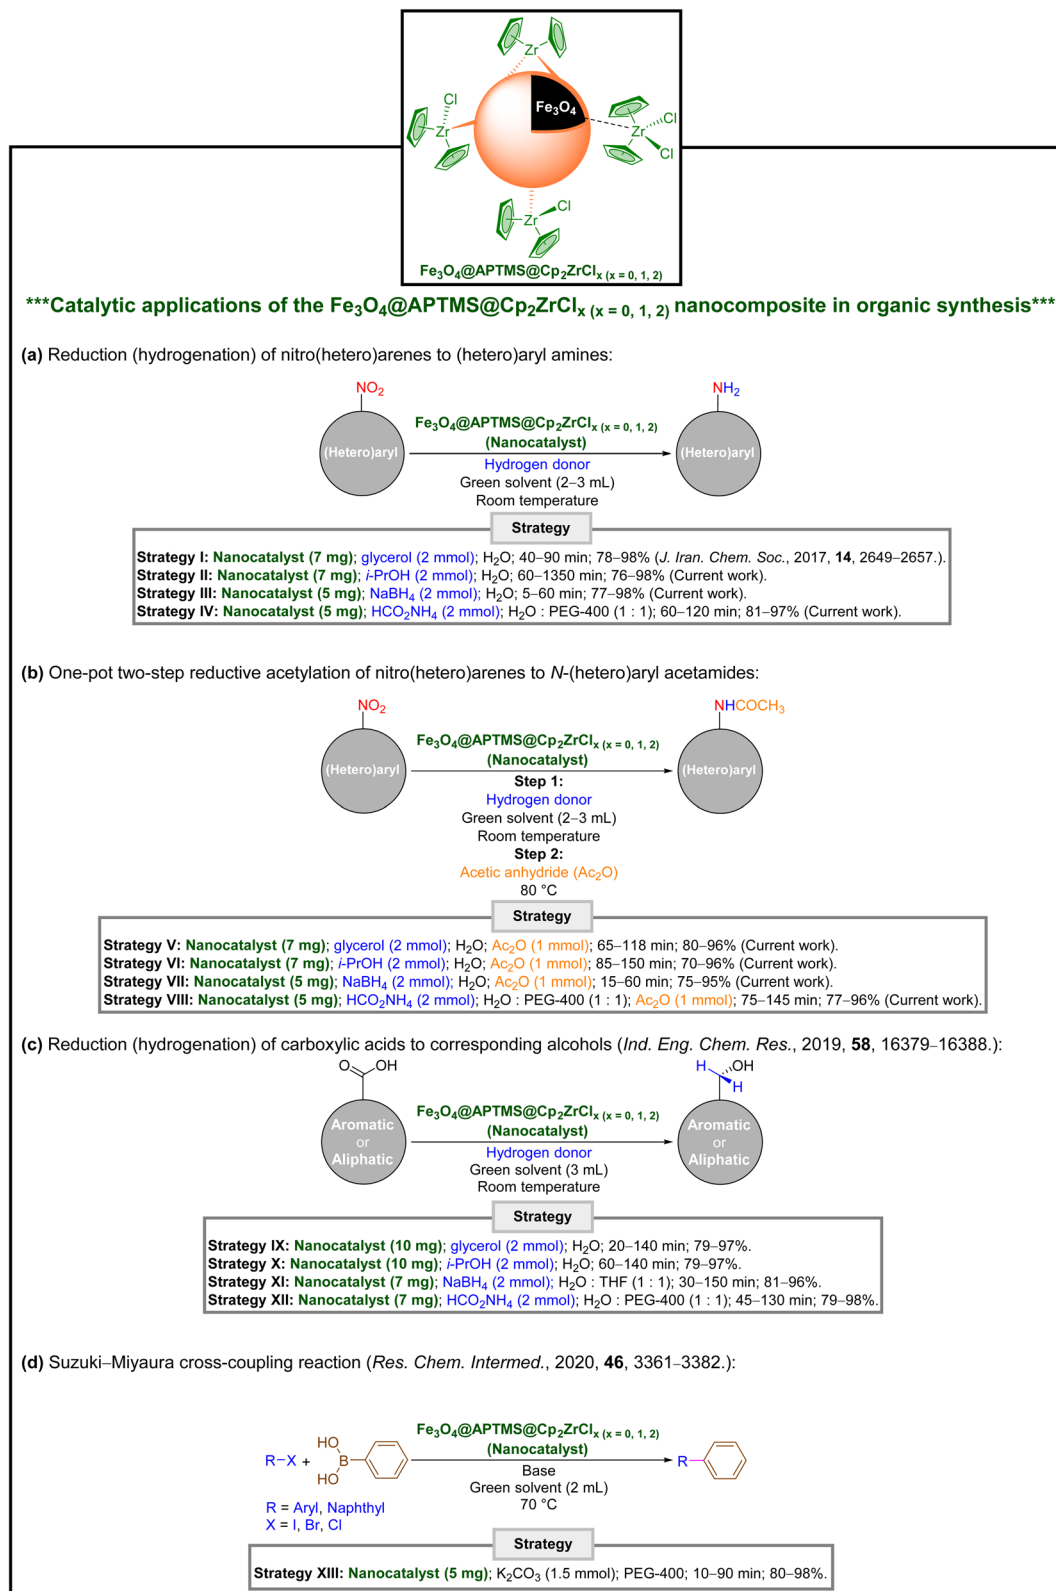 Zr
Cl
Fe3O4
Zr
Zr
Cl
Cl
Zr
Cl
Fe3O4@APTMS@Cp2ZrClx (x = 0, 1, 2)
***Catalytic applications of the Fe3O4@APTMS@Cp2ZrClx (x = 0, 1, 2) nanocomposite in organic synthesis***
(a) Reduction (hydrogenation) of nitro(hetero)arenes to (hetero)aryl amines:
NO2
NH2
(Hetero)aryl
Fe3O4@APTMS@Cp2ZrClx (x = 0, 1, 2)
(Nanocatalyst)
Hydrogen donor
Green solvent (2–3 mL)
Room temperature
(Hetero)aryl
Strategy
Strategy I: Nanocatalyst (7 mg); glycerol (2 mmol); H2O; 40–90 min; 78–98% (J. Iran. Chem. Soc., 2017, 14, 2649–2657.).
Strategy II: Nanocatalyst (7 mg); i-PrOH (2 mmol); H2O; 60–1350 min; 76–98% (Current work).
Strategy III: Nanocatalyst (5 mg); NaBH4 (2 mmol); H2O; 5–60 min; 77–98% (Current work).
Strategy IV: Nanocatalyst (5 mg); HCO2NH4 (2 mmol); H2O : PEG-400 (1 : 1); 60–120 min; 81–97% (Current work).
(b) One-pot two-step reductive acetylation of nitro(hetero)arenes to N-(hetero)aryl acetamides:
NO2
NHCOCH3
(Hetero)aryl
Fe3O4@APTMS@Cp2ZrClx (x = 0, 1, 2)
(Nanocatalyst)
Step 1:
Hydrogen donor
Green solvent (2–3 mL)
Room temperature
Step 2:
Acetic anhydride (Ac2O)
80 °C
(Hetero)aryl
Strategy
Strategy V: Nanocatalyst (7 mg); glycerol (2 mmol); H2O; Ac2O (1 mmol); 65–118 min; 80–96% (Current work).
Strategy VI: Nanocatalyst (7 mg); i-PrOH (2 mmol); H2O; Ac2O (1 mmol); 85–150 min; 70–96% (Current work).
Strategy VII: Nanocatalyst (5 mg); NaBH4 (2 mmol); H2O; Ac2O (1 mmol); 15–60 min; 75–95% (Current work).
Strategy VIII: Nanocatalyst (5 mg); HCO2NH4 (2 mmol); H2O : PEG-400 (1 : 1); Ac2O (1 mmol); 75–145 min; 77–96% (Current work).
(c) Reduction (hydrogenation) of carboxylic acids to corresponding alcohols (Ind. Eng. Chem. Res., 2019, 58, 16379–16388.):
O
OH
H
OH
H
Aromatic
or
Aliphatic
Fe3O4@APTMS@Cp2ZrClx (x = 0, 1, 2)
(Nanocatalyst)
Hydrogen donor
Green solvent (3 mL)
Room temperature
Aromatic
or
Aliphatic
Strategy
Strategy IX: Nanocatalyst (10 mg); glycerol (2 mmol); H2O; 20–140 min; 79–97%.
Strategy X: Nanocatalyst (10 mg); i-PrOH (2 mmol); H2O; 60–140 min; 79–97%.
Strategy XI: Nanocatalyst (7 mg); NaBH4 (2 mmol); H2O : THF (1 : 1); 30–150 min; 81–96%.
Strategy XII: Nanocatalyst (7 mg); HCO2NH4 (2 mmol); H2O : PEG-400 (1 : 1); 45–130 min; 79–98%.
(d) Suzuki–Miyaura cross-coupling reaction (Res. Chem. Intermed., 2020, 46, 3361–3382.):
R–X +
HO
B
HO
Fe3O4@APTMS@Cp2ZrClx (x = 0, 1, 2)
(Nanocatalyst)
Base
Green solvent (2 mL)
70 °C
R
R = Aryl, Naphthyl
X = I, Br, Cl
Strategy
Strategy XIII: Nanocatalyst (5 mg); K2CO3 (1.5 mmol); PEG-400; 10–90 min; 80–98%.